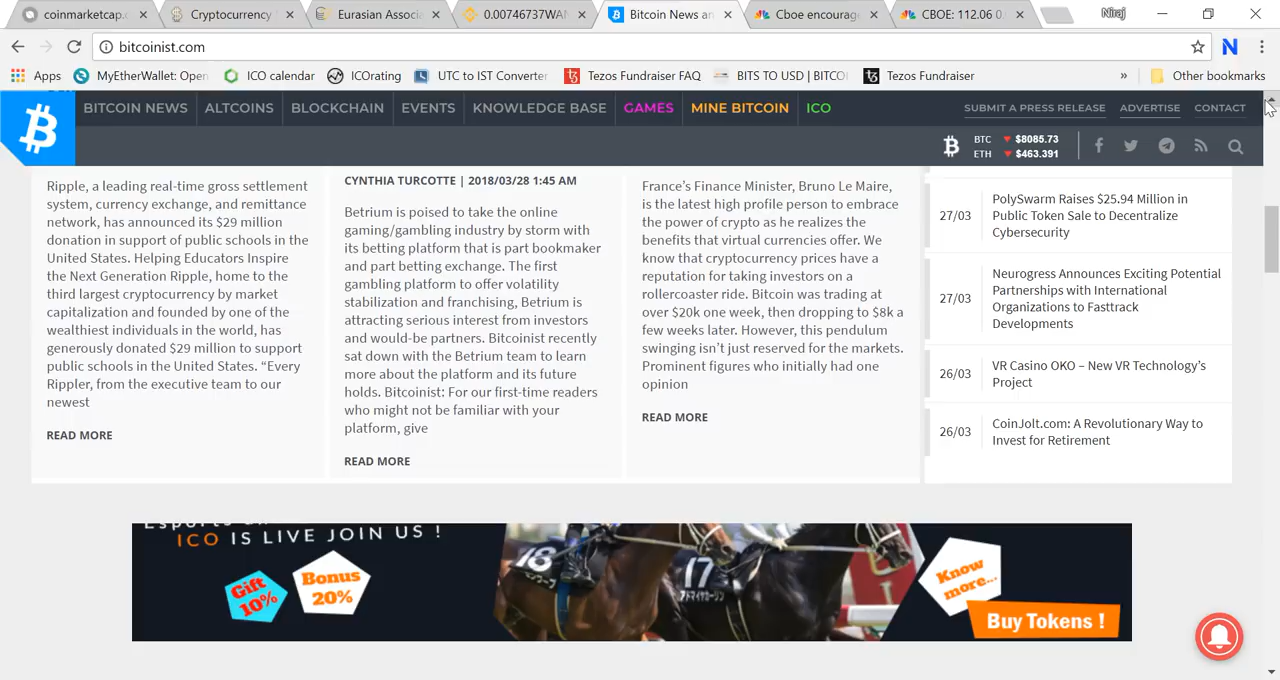 coinmarketcap.c
Cryptocurrency
Eurasian Associa
0.00746737WAN
Bitcoin News an
Cboe encourag
CBOE: 112.06 0
Niraj
bitcoinist.com
N
Apps
MyEtherWallet: Open
ICO calendar
ICOrating
UTC to IST Converter
Tezos Fundraiser FAQ
BITS TO USD | BITCOI
Tezos Fundraiser
»
Other bookmarks
BITCOIN NEWS
ALTCOINS
BLOCKCHAIN
EVENTS
KNOWLEDGE BASE
GAMES
MINE BITCOIN
ICO
SUBMIT A PRESS RELEASE
ADVERTISE
CONTACT
BTC $8085.73
ETH $463.391
Ripple, a leading real-time gross settlement
system, currency exchange, and remittance
network, has announced its $29 million
donation in support of public schools in the
United States. Helping Educators Inspire
the Next Generation Ripple, home to the
third largest cryptocurrency by market
capitalization and founded by one of the
wealthiest individuals in the world, has
generously donated $29 million to support
public schools in the United States. “Every
Rippler, from the executive team to our
newest
READ MORE
CYNTHIA TURCOTTE | 2018/03/28 1:45 AM
Betrium is poised to take the online
gaming/gambling industry by storm with
its betting platform that is part bookmaker
and part betting exchange. The first
gambling platform to offer volatility
stabilization and franchising, Betrium is
attracting serious interest from investors
and would-be partners. Bitcoinist recently
sat down with the Betrium team to learn
more about the platform and its future
holds. Bitcoinist: For our first-time readers
who might not be familiar with your
platform, give
READ MORE
France’s Finance Minister, Bruno Le Maire,
is the latest high profile person to embrace
the power of crypto as he realizes the
benefits that virtual currencies offer. We
know that cryptocurrency prices have a
reputation for taking investors on a
rollercoaster ride. Bitcoin was trading at
over $20k one week, then dropping to $8k a
few weeks later. However, this pendulum
swinging isn’t just reserved for the markets.
Prominent figures who initially had one
opinion
READ MORE
27/03
PolySwarm Raises $25.94 Million in
Public Token Sale to Decentralize
Cybersecurity
27/03
Neurogress Announces Exciting Potential
Partnerships with International
Organizations to Fasttrack
Developments
26/03
VR Casino OKO – New VR Technology’s
Project
26/03
CoinJolt.com: A Revolutionary Way to
Invest for Retirement
ICO IS LIVE JOIN US !
Gift
10%
Bonus
20%
18
17
Know
more...
Buy Tokens !